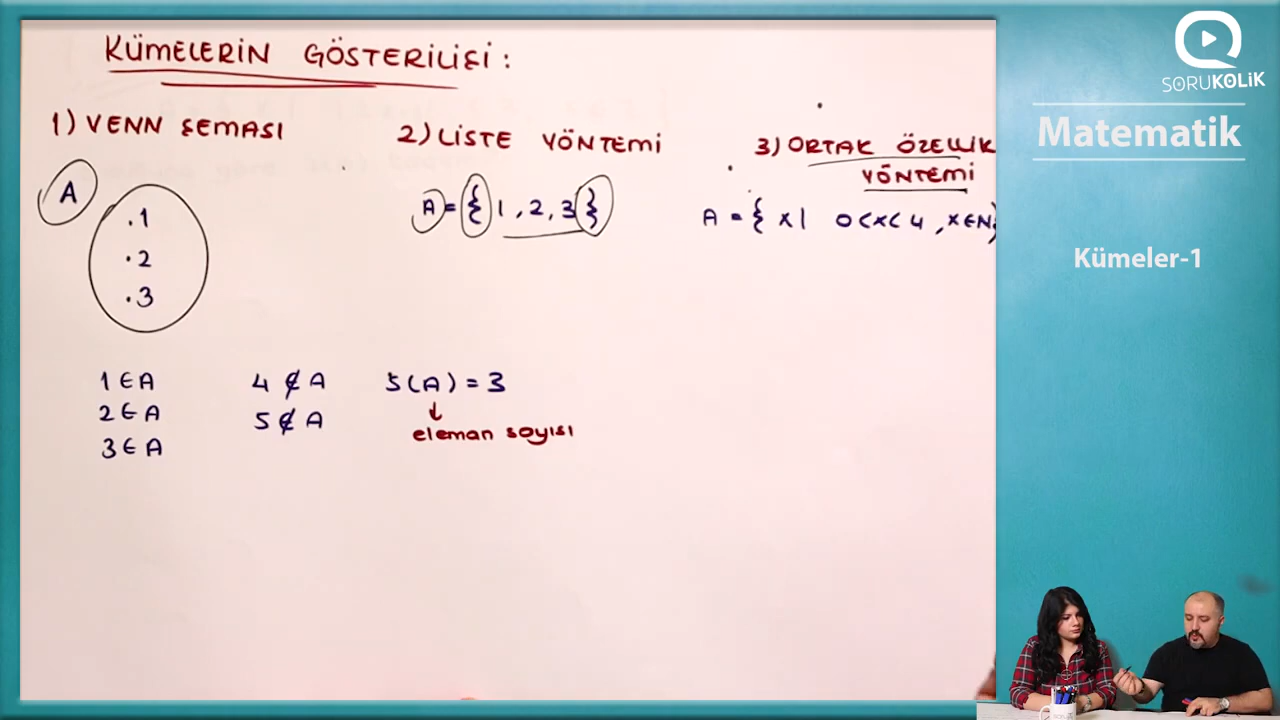 KÜMELERİN GÖSTERİLİŞİ:
1) VENN ŞEMASI
2) LİSTE YÖNTEMİ
3) ORTAK ÖZELLİK
YÖNTEMİ
A
.1
.2
.3
A = { 1, 2, 3 }
A = { x | 0<x<4, x∈N}
1 ∈ A
2 ∈ A
3 ∈ A
4 ∉ A
5 ∉ A
s(A) = 3
↓
eleman sayısı
SORUKOLİK
Matematik
Kümeler-1